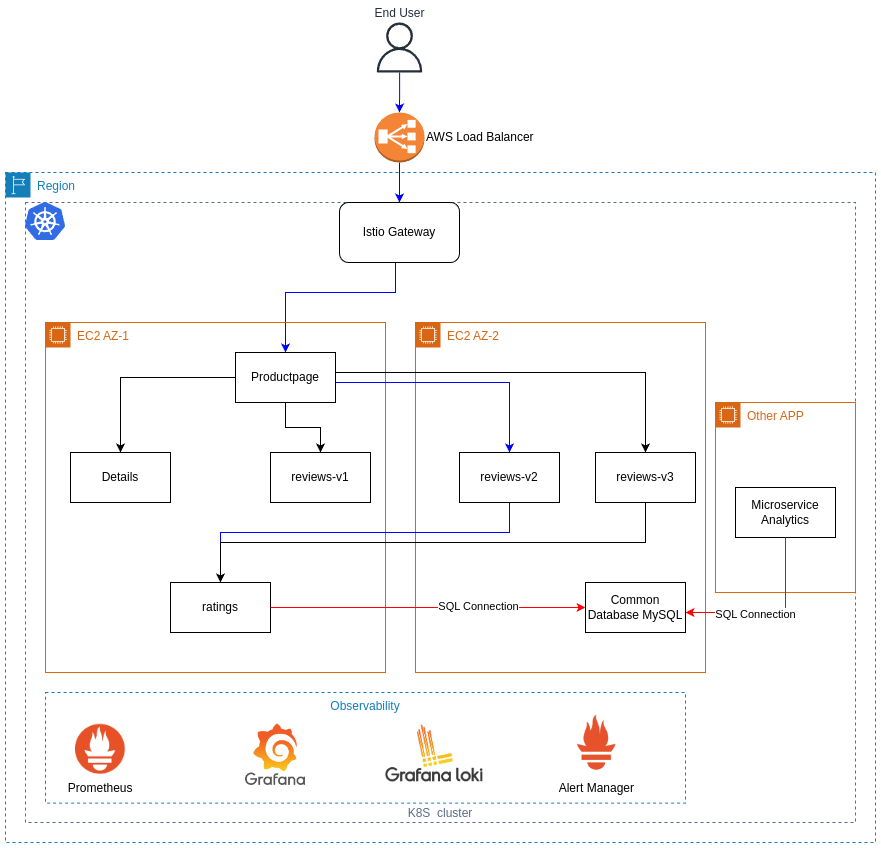 End User
AWS Load Balancer
Region
Istio Gateway
EC2 AZ-1
EC2 AZ-2
Productpage
Other APP
Details
reviews-v1
reviews-v2
reviews-v3
Microservice
Analytics
ratings
SQL Connection
Common
Database MySQL
SQL Connection
Observability
Prometheus
Grafana
Grafana loki
Alert Manager
K8S cluster